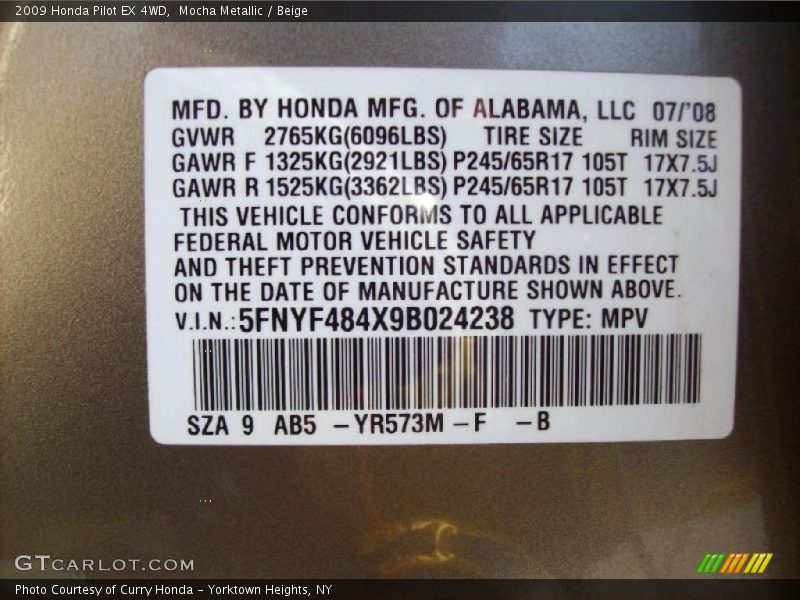 2009 Honda Pilot EX 4WD,  Mocha Metallic / Beige
MFD. BY HONDA MFG. OF ALABAMA, LLC 07/'08
GVWR 2765KG(6096LBS) TIRE SIZE RIM SIZE
GAWR F 1325KG(2921LBS) P245/65R17 105T 17X7.5J
GAWR R 1525KG(3362LBS) P245/65R17 105T 17X7.5J
THIS VEHICLE CONFORMS TO ALL APPLICABLE
FEDERAL MOTOR VEHICLE SAFETY
AND THEFT PREVENTION STANDARDS IN EFFECT
ON THE DATE OF MANUFACTURE SHOWN ABOVE.
V.I.N.: 5FNYF484X9B024238 TYPE: MPV
SZA 9 AB5 -YR573M -F -B
GTCARLOT.COM
Photo Courtesy of Curry Honda - Yorktown Heights, NY